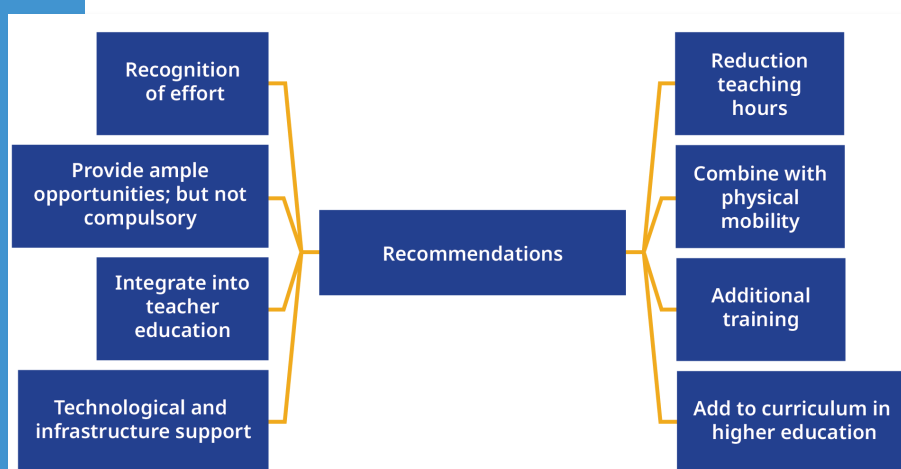 Recognition
of effort
Provide ample
opportunities; but not
compulsory
Integrate into
teacher
education
Technological and
infrastructure support
Recommendations
Reduction
teaching
hours
Combine with
physical
mobility
Additional
training
Add to curriculum in
higher education